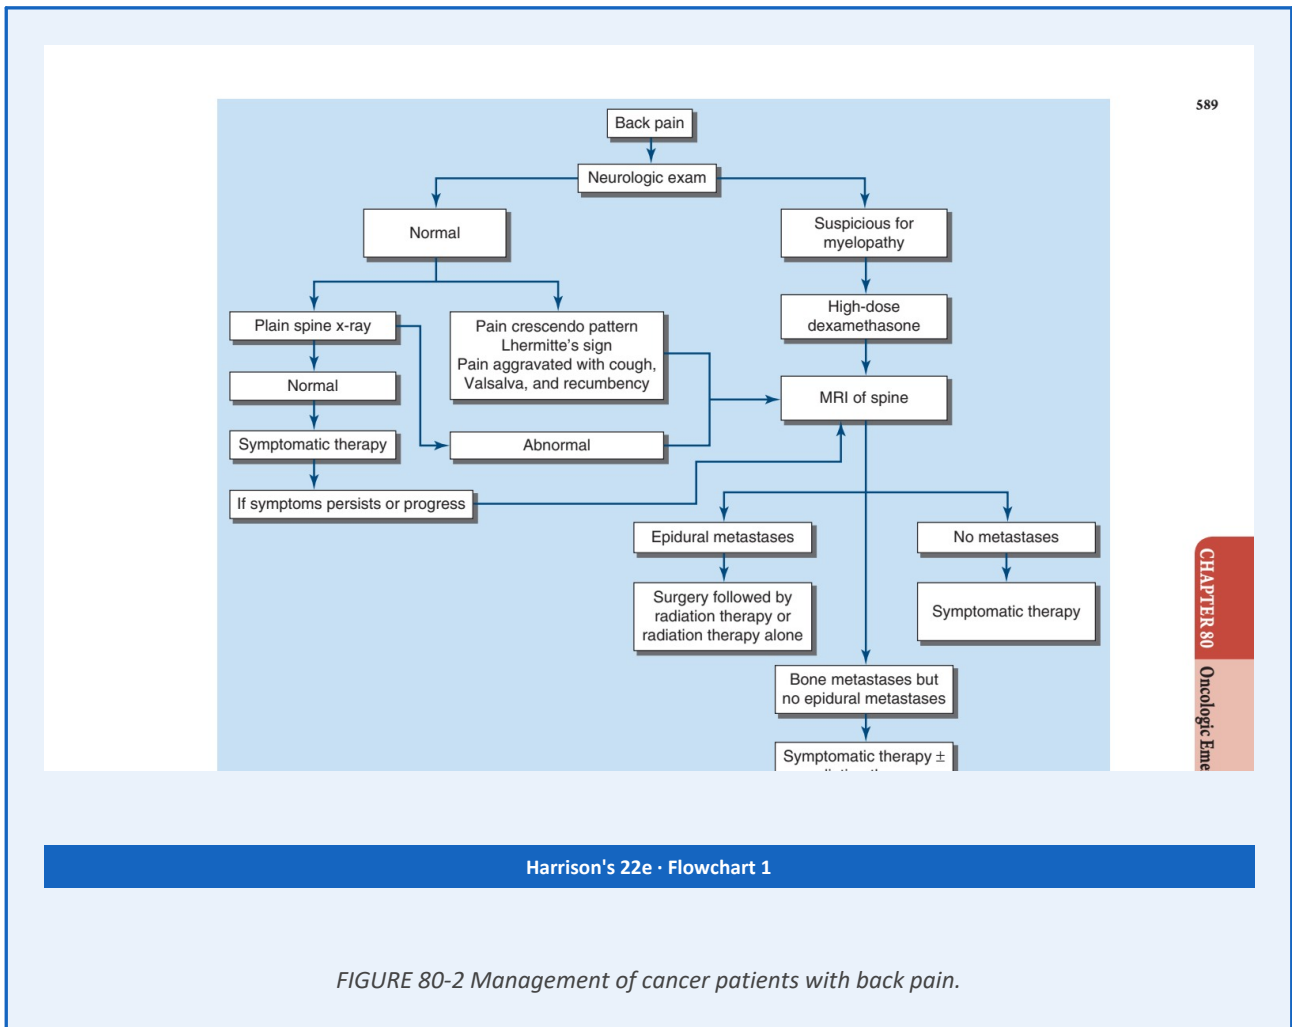 589
Back pain
Neurologic exam
Normal
Suspicious for
myelopathy
High-dose
dexamethasone
Plain spine x-ray
Pain crescendo pattern
Lhermitte's sign
Pain aggravated with cough,
Valsalva, and recumbency
Normal
MRI of spine
Symptomatic therapy
Abnormal
If symptoms persists or progress
Epidural metastases
No metastases
Surgery followed by
radiation therapy or
radiation therapy alone
Symptomatic therapy
Bone metastases but
no epidural metastases
Symptomatic therapy ±
CHAPTER 80
Oncologic Eme
Harrison's 22e · Flowchart 1
FIGURE 80-2 Management of cancer patients with back pain.